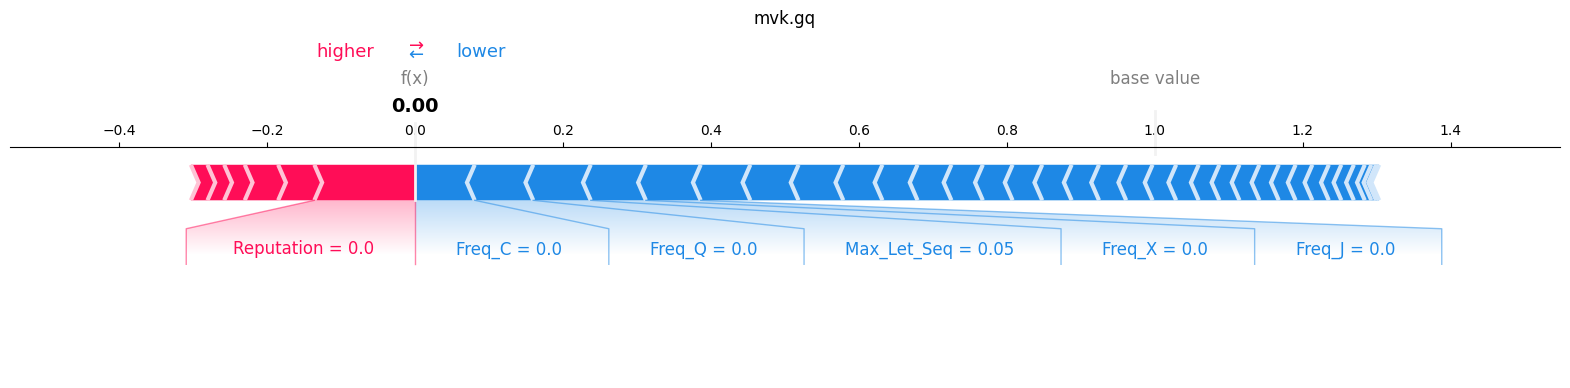 mvk.gq
higher ⇄ lower
f(x) base value
0.00
−0.4 −0.2 0.0 0.2 0.4 0.6 0.8 1.0 1.2 1.4
Reputation = 0.0 Freq_C = 0.0 Freq_Q = 0.0 Max_Let_Seq = 0.05 Freq_X = 0.0 Freq_J = 0.0